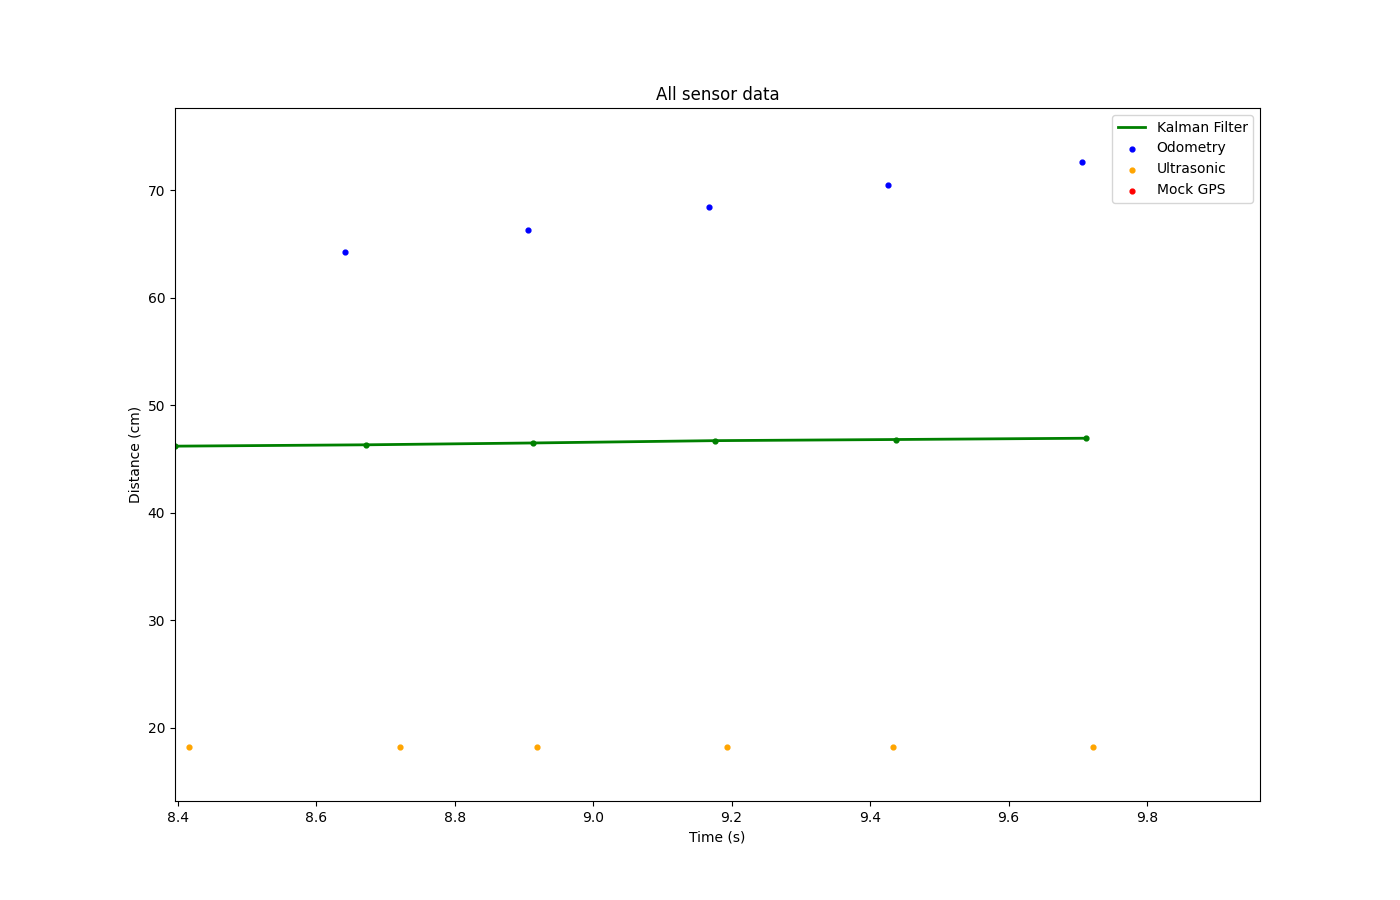 All sensor data
Kalman Filter
Odometry
Ultrasonic
Mock GPS
70
60
50
40
30
20
Distance (cm)
8.4 8.6 8.8 9.0 9.2 9.4 9.6 9.8
Time (s)